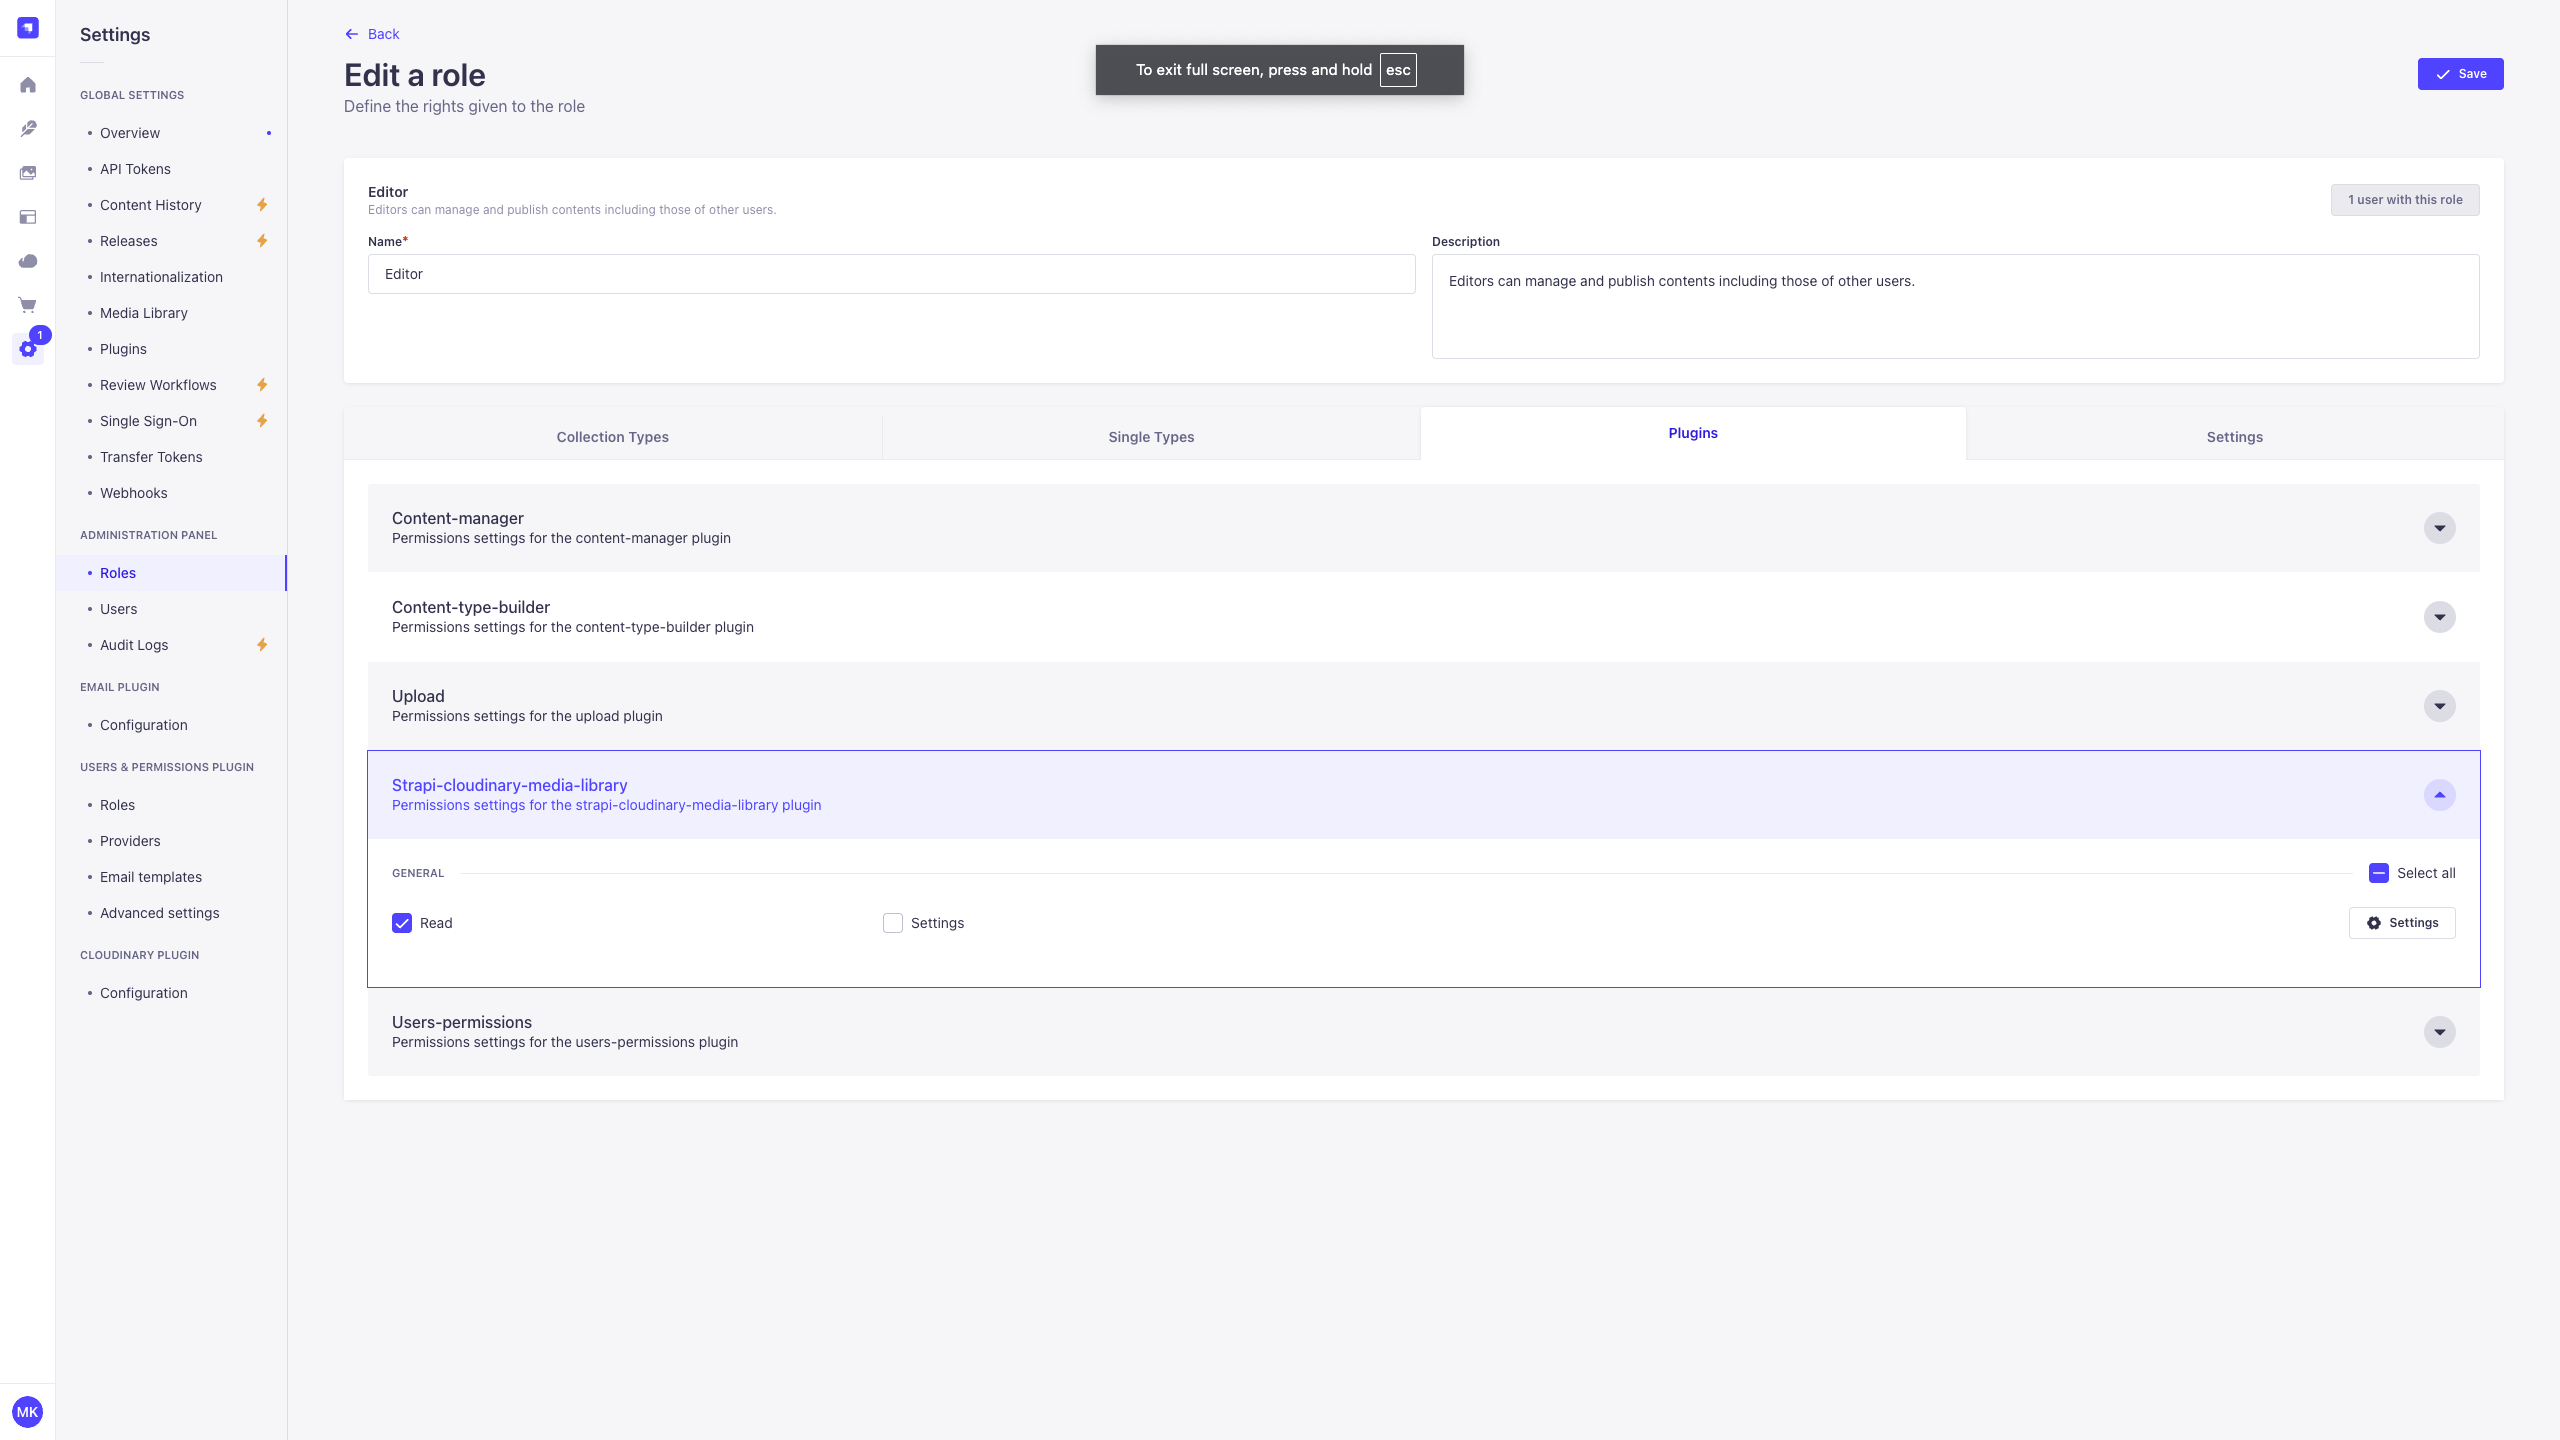 Settings
GLOBAL SETTINGS
Overview
API Tokens
Content History
Releases
Internationalization
Media Library
Plugins
Review Workflows
Single Sign-On
Transfer Tokens
Webhooks
ADMINISTRATION PANEL
Roles
Users
Audit Logs
EMAIL PLUGIN
Configuration
USERS & PERMISSIONS PLUGIN
Roles
Providers
Email templates
Advanced settings
CLOUDINARY PLUGIN
Configuration
1
MK
Back
Edit a role
Define the rights given to the role
To exit full screen, press and hold esc
Save
Editor
Editors can manage and publish contents including those of other users.
1 user with this role
Name*
Editor
Description
Editors can manage and publish contents including those of other users.
Collection Types
Single Types
Plugins
Settings
Content-manager
Permissions settings for the content-manager plugin
Content-type-builder
Permissions settings for the content-type-builder plugin
Upload
Permissions settings for the upload plugin
Strapi-cloudinary-media-library
Permissions settings for the strapi-cloudinary-media-library plugin
GENERAL
Select all
Read
Settings
Settings
Users-permissions
Permissions settings for the users-permissions plugin